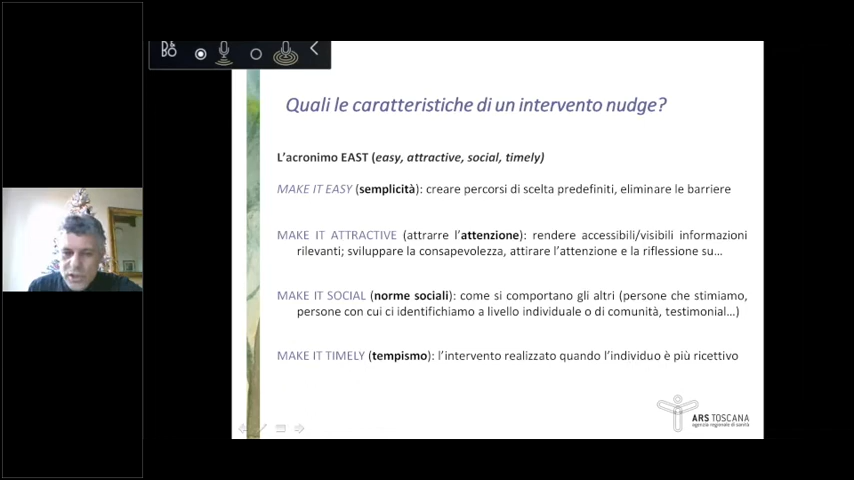 Quali le caratteristiche di un intervento nudge?
L'acronimo EAST (easy, attractive, social, timely)
MAKE IT EASY (semplicità): creare percorsi di scelta predefiniti, eliminare le barriere
MAKE IT ATTRACTIVE (attrarre l'attenzione): rendere accessibili/visibili informazioni
rilevanti; sviluppare la consapevolezza, attirare l'attenzione e la riflessione su…
MAKE IT SOCIAL (norme sociali): come si comportano gli altri (persone che stimiamo,
persone con cui ci identifichiamo a livello individuale o di comunità, testimonial…)
MAKE IT TIMELY (tempismo): l'intervento realizzato quando l'individuo è più ricettivo
ARS TOSCANA
agenzia regionale di sanità